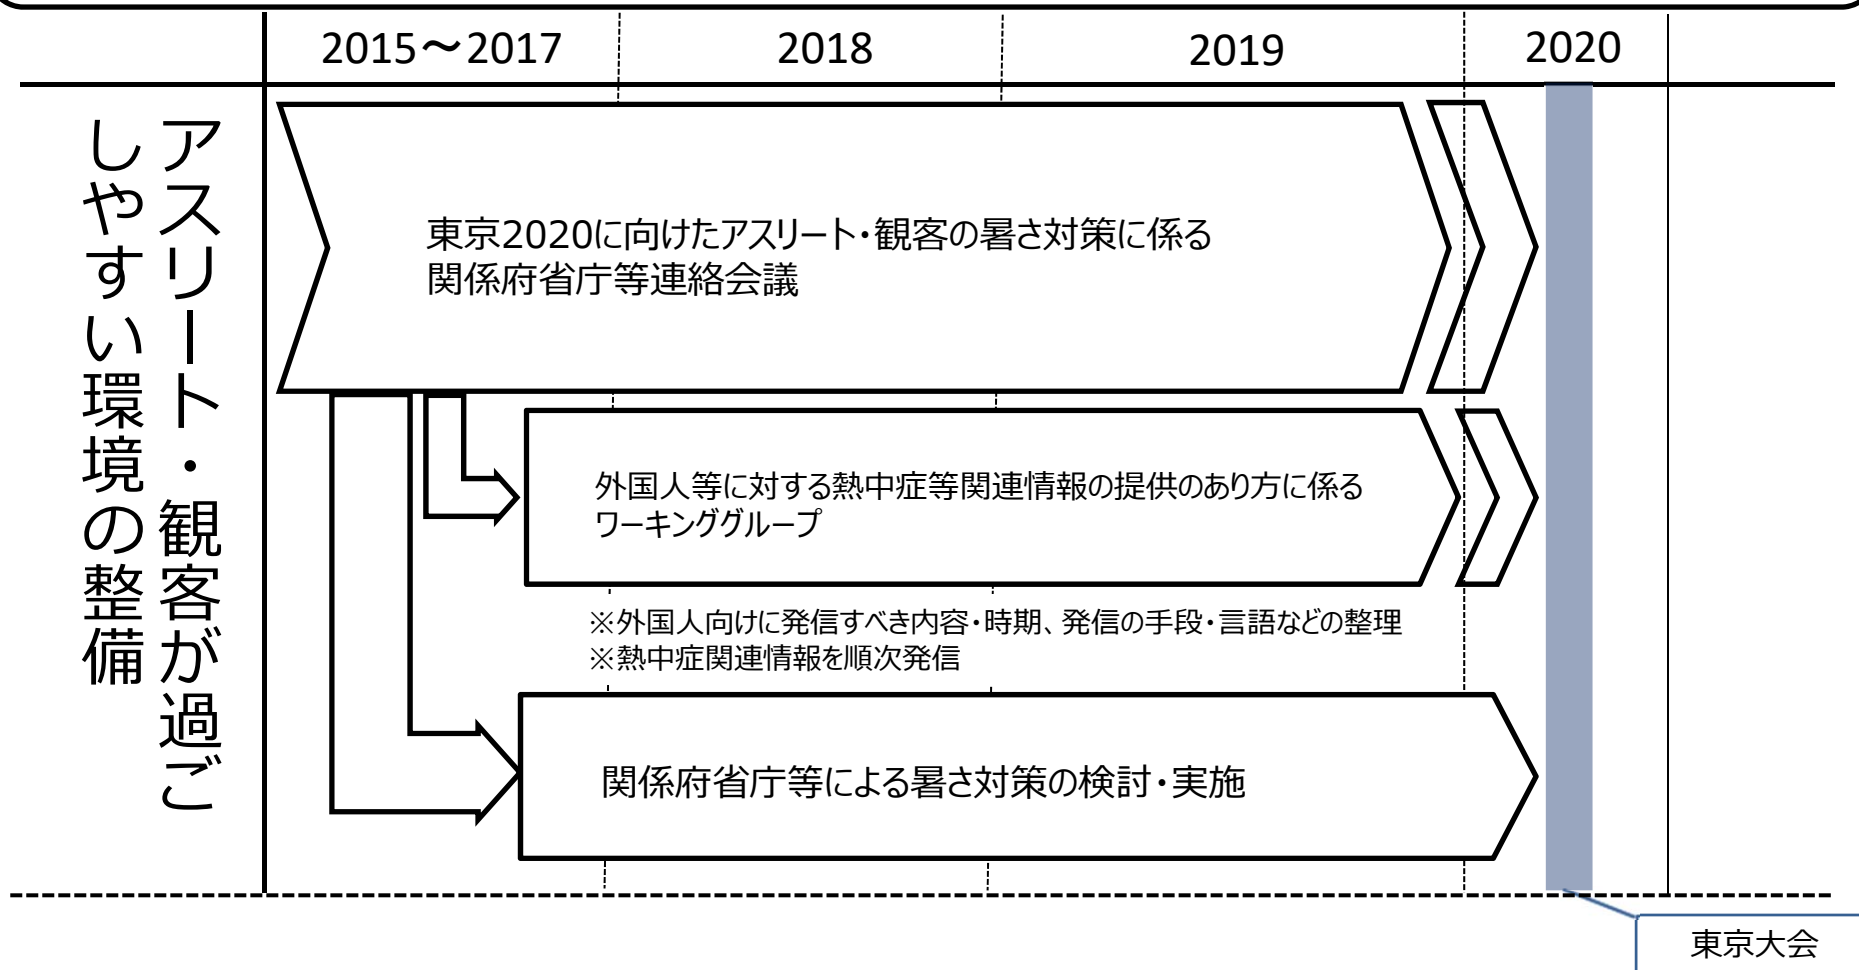 2015～2017
2018
2019
2020
アスリート・観客が過ご
しやすい環境の整備
東京2020に向けたアスリート・観客の暑さ対策に係る
関係府省庁等連絡会議
外国人等に対する熱中症等関連情報の提供のあり方に係る
ワーキンググループ
※外国人向けに発信すべき内容・時期、発信の手段・言語などの整理
※熱中症関連情報を順次発信
関係府省庁等による暑さ対策の検討・実施
東京大会